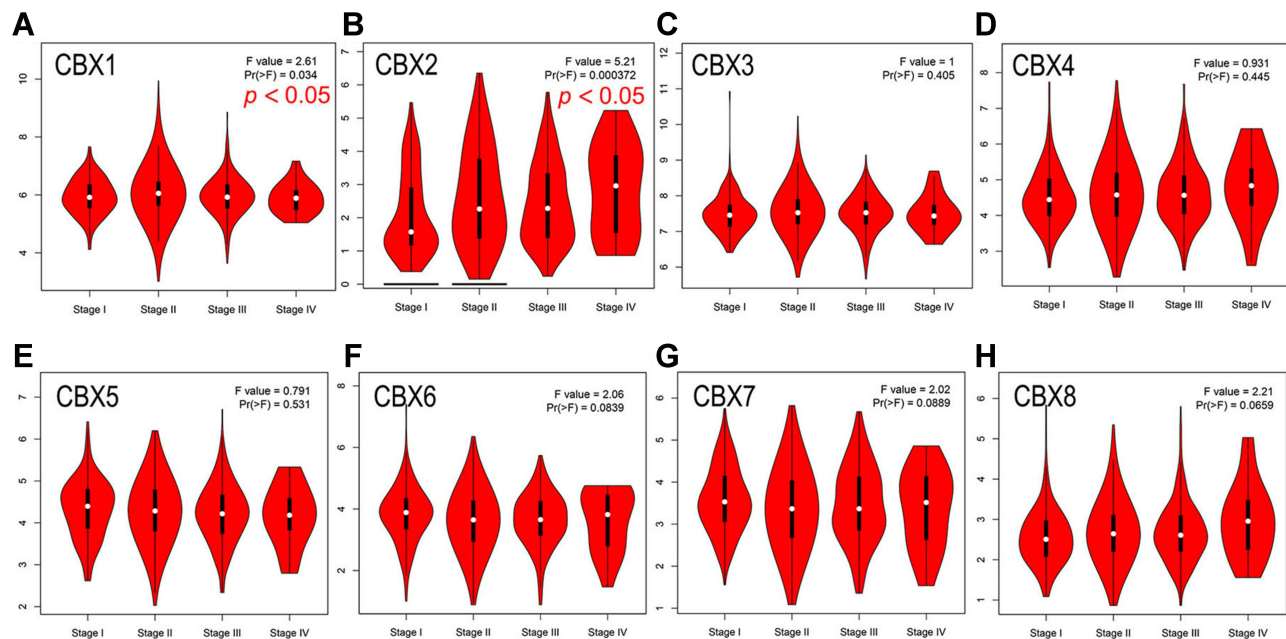 A
CBX1
F value = 2.61
Pr(>F) = 0.034
p < 0.05
10
8
6
4
Stage I Stage II Stage III Stage IV
B
CBX2
F value = 5.21
Pr(>F) = 0.000372
p < 0.05
7
6
5
4
3
2
1
0
Stage I Stage II Stage III Stage IV
C
CBX3
F value = 1
Pr(>F) = 0.405
12
11
10
9
8
7
6
Stage I Stage II Stage III Stage IV
D
CBX4
F value = 0.931
Pr(>F) = 0.445
8
7
6
5
4
3
Stage I Stage II Stage III Stage IV
E
CBX5
F value = 0.791
Pr(>F) = 0.531
7
6
5
4
3
2
Stage I Stage II Stage III Stage IV
F
CBX6
F value = 2.06
Pr(>F) = 0.0839
8
6
4
2
Stage I Stage II Stage III Stage IV
G
CBX7
F value = 2.02
Pr(>F) = 0.0889
6
5
4
3
2
1
Stage I Stage II Stage III Stage IV
H
CBX8
F value = 2.21
Pr(>F) = 0.0659
6
5
4
3
2
1
Stage I Stage II Stage III Stage IV